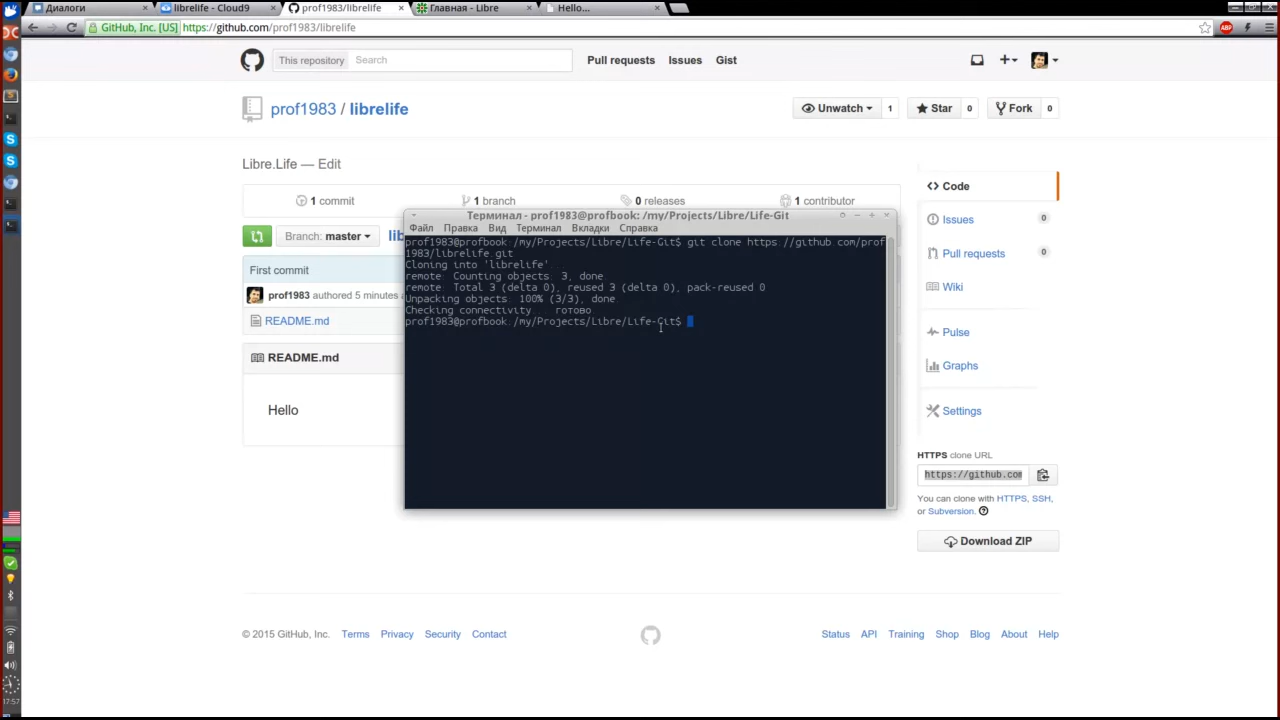 Диалоги
librelife - Cloud9
prof1983/librelife
Главная - Libre
Hello...
GitHub, Inc. [US] https://github.com/prof1983/librelife
This repository Search
Pull requests Issues Gist
prof1983 / librelife
Unwatch 1 Star 0 Fork 0
Libre.Life — Edit
1 commit 1 branch 0 releases 1 contributor
Branch: master
First commit
prof1983 authored 5 minutes
README.md
README.md
Hello
Терминал - prof1983@profbook: /my/Projects/Libre/Life-Git
Файл Правка Вид Терминал Вкладки Справка
prof1983@profbook:/my/Projects/Libre/Life-Git$ git clone https://github.com/prof
1983/librelife.git
Cloning into 'librelife'...
remote: Counting objects: 3, done.
remote: Total 3 (delta 0), reused 3 (delta 0), pack-reused 0
Unpacking objects: 100% (3/3), done.
Checking connectivity... готово.
prof1983@profbook:/my/Projects/Libre/Life-Git$
Code
Issues 0
Pull requests 0
Wiki
Pulse
Graphs
Settings
HTTPS clone URL
https://github.com
You can clone with HTTPS, SSH,
or Subversion.
Download ZIP
© 2015 GitHub, Inc. Terms Privacy Security Contact
Status API Training Shop Blog About Help
17:57